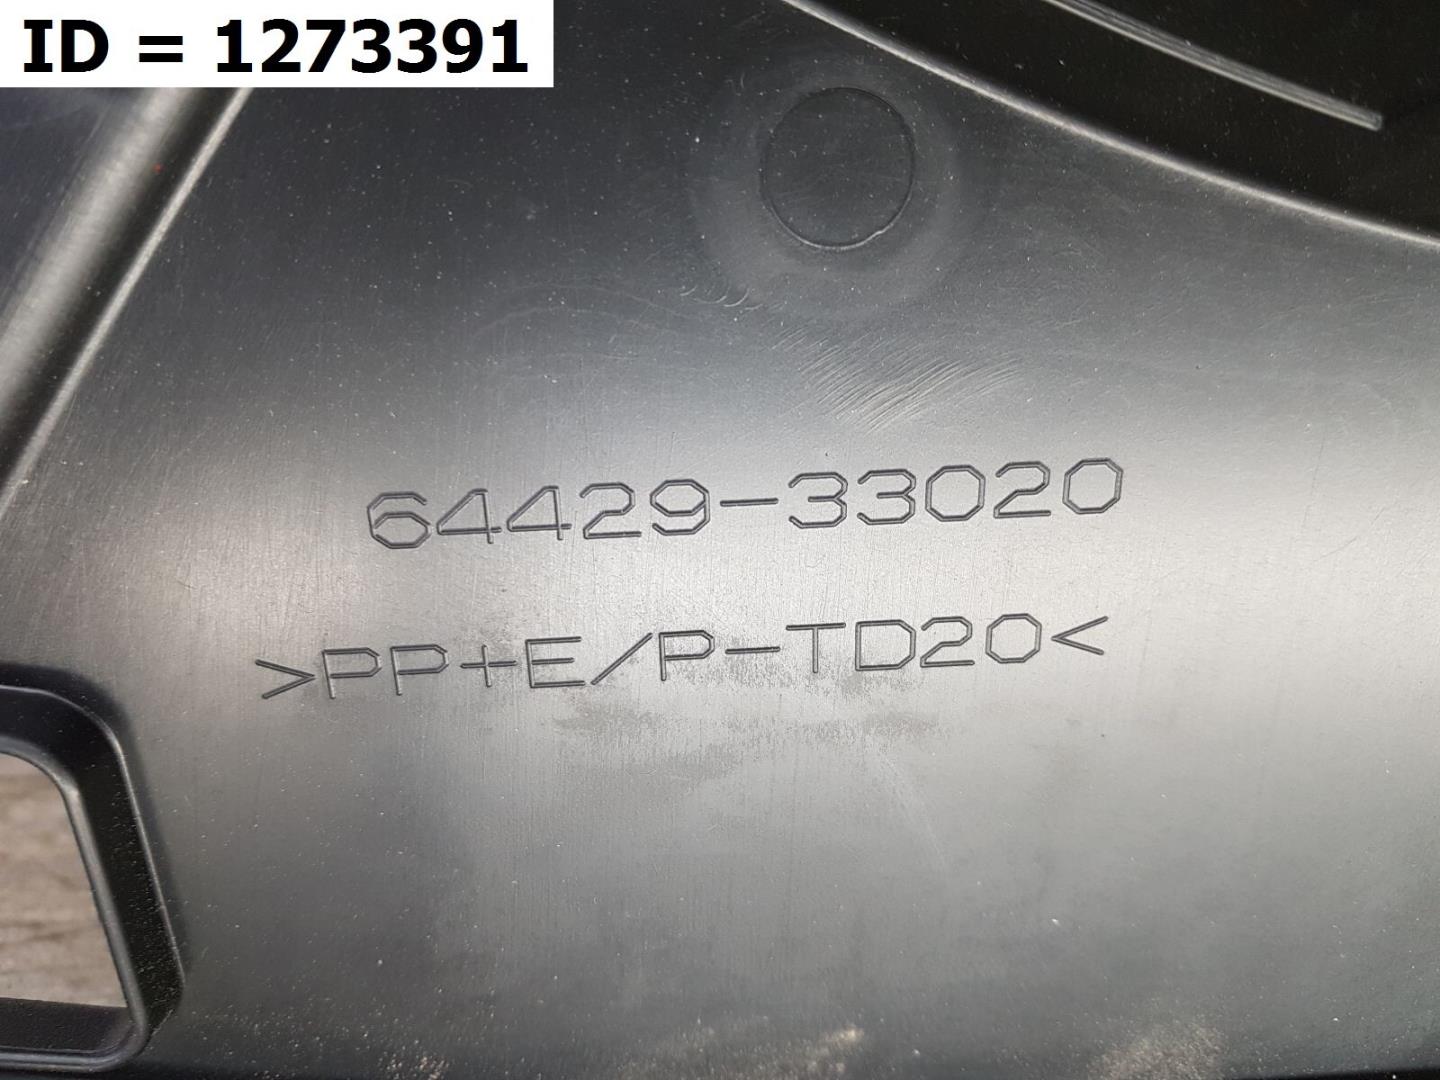 ID = 1273391
64429-33020
>PP+E/P-TD20<